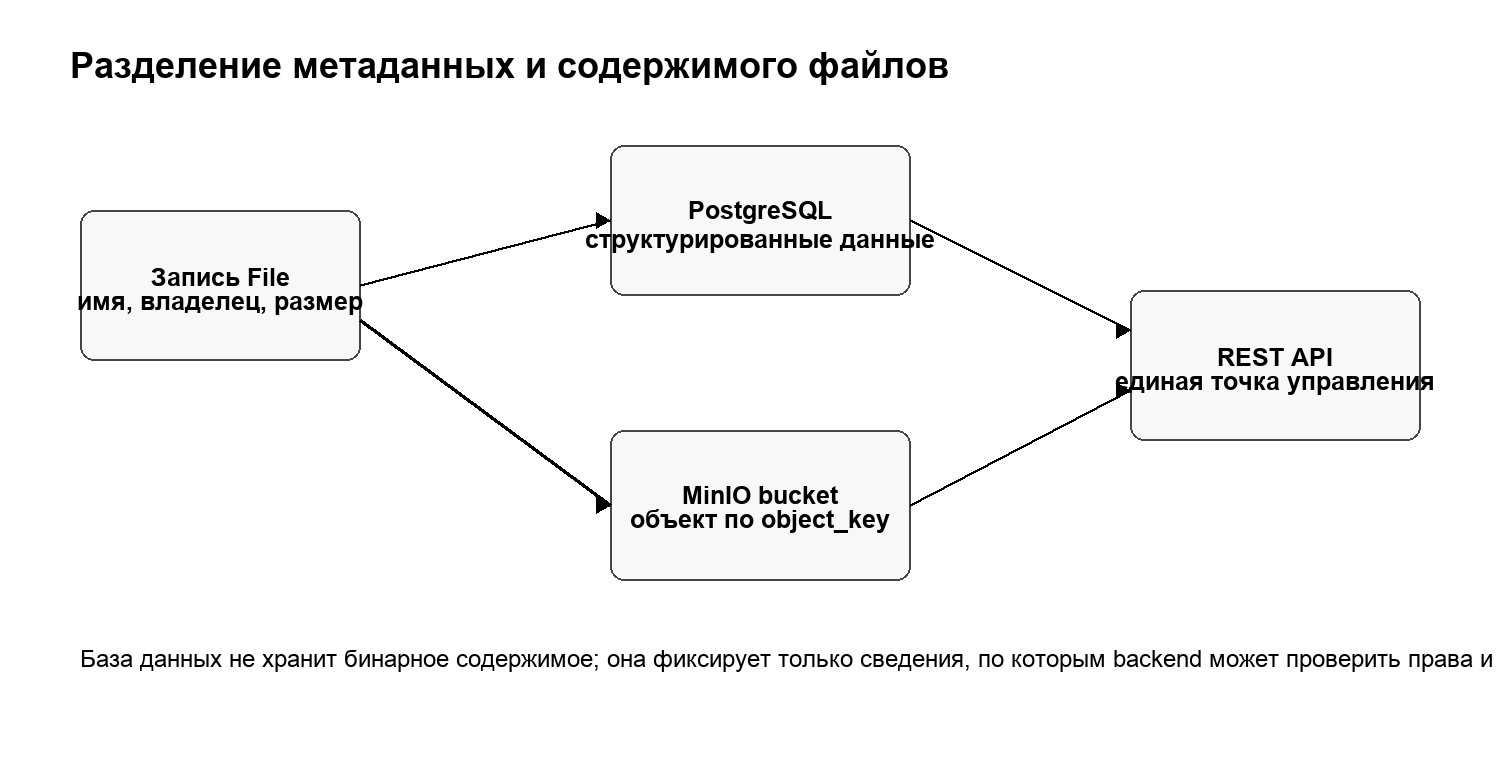 Разделение метаданных и содержимого файлов
Запись File
имя, владелец, размер
PostgreSQL
структурированные данные
MinIO bucket
объект по object_key
REST API
единая точка управления
База данных не хранит бинарное содержимое; она фиксирует только сведения, по которым backend может проверить права и